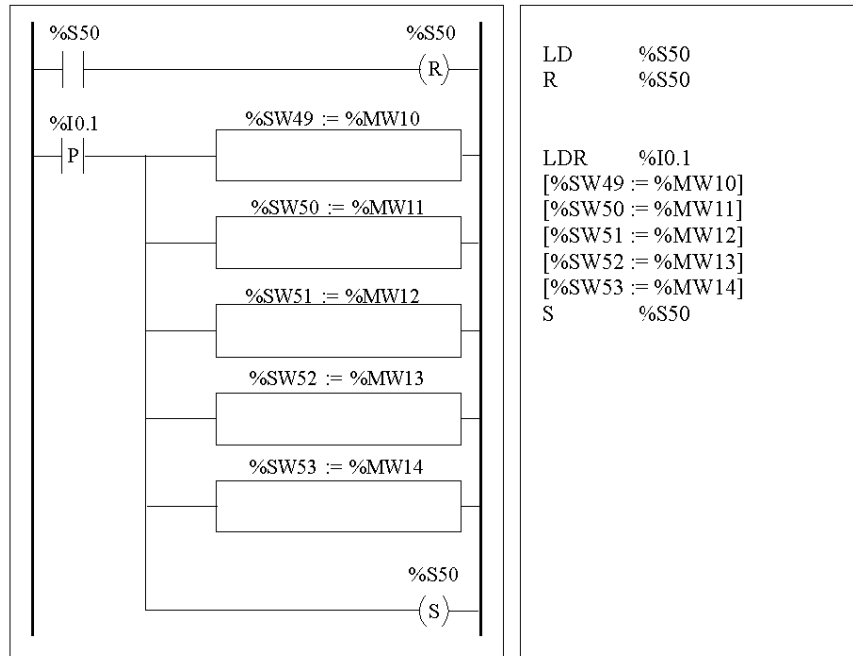 %S50 %S50
(R)
%I0.1 %SW49 := %MW10
P
%SW50 := %MW11
%SW51 := %MW12
%SW52 := %MW13
%SW53 := %MW14
%S50
(S)
LD %S50
R %S50
LDR %I0.1
[%SW49 := %MW10]
[%SW50 := %MW11]
[%SW51 := %MW12]
[%SW52 := %MW13]
[%SW53 := %MW14]
S %S50